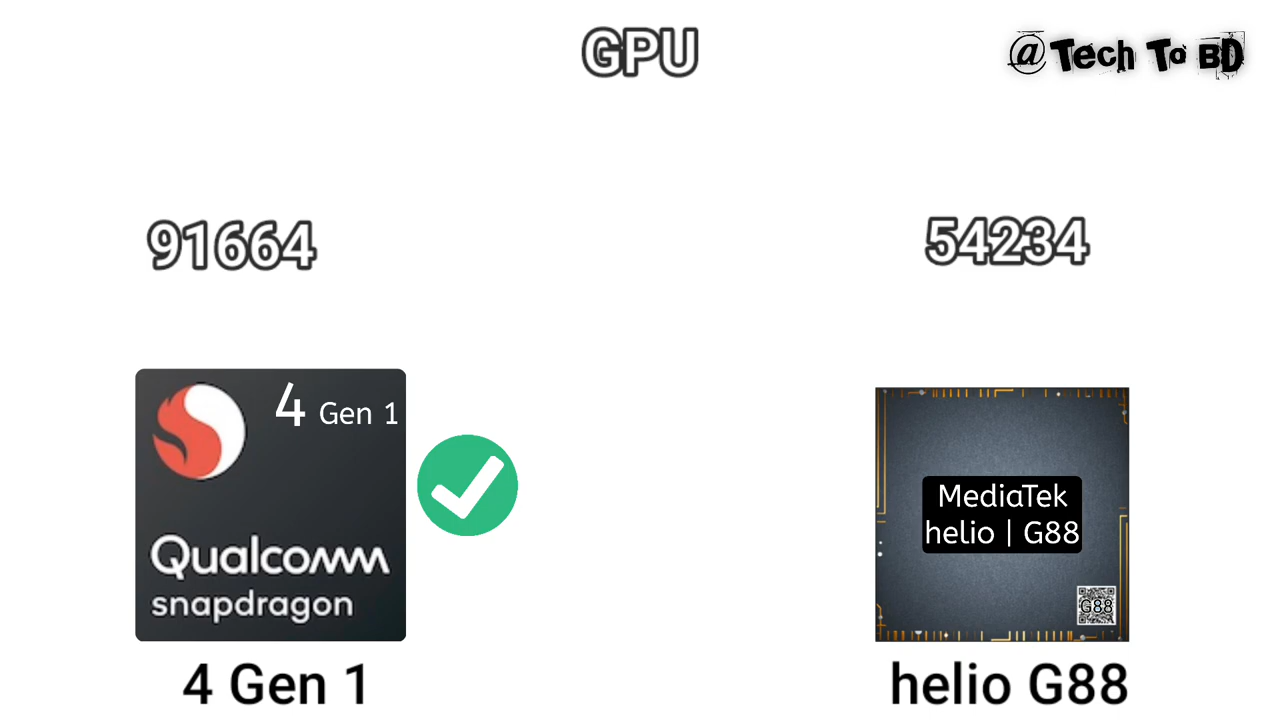 GPU
@Tech To BD
91664
54234
4 Gen 1
Qualcomm
snapdragon
MediaTek
helio | G88
G88
4 Gen 1
helio G88